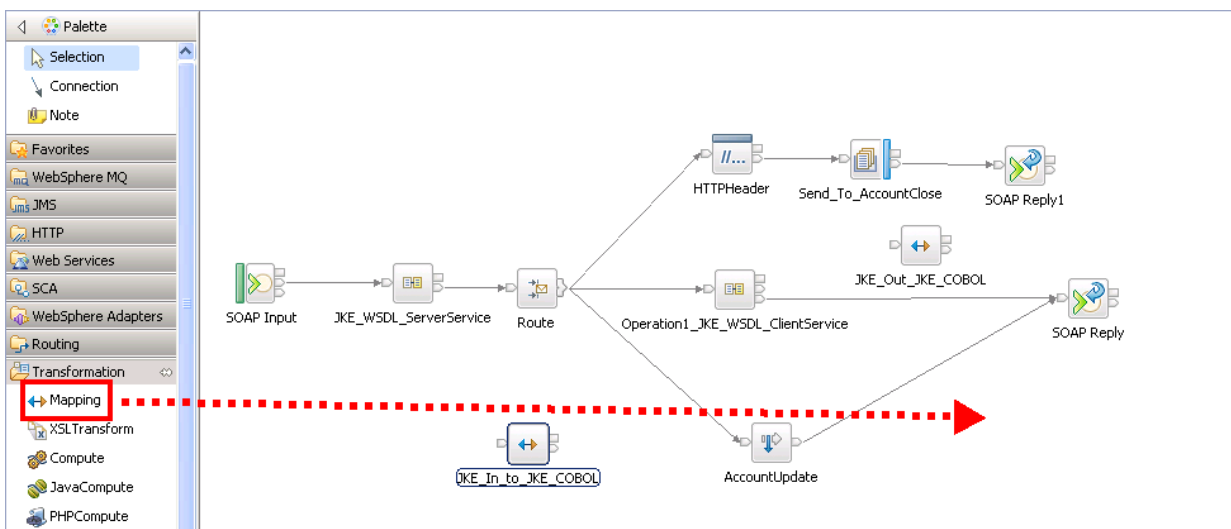 Palette
Selection
Connection
Note
Favorites
WebSphere MQ
JMS
HTTP
Web Services
SCA
WebSphere Adapters
Routing
Transformation
Mapping
XSLTransform
Compute
JavaCompute
PHPCompute
//...
HTTPHeader
Send_To_AccountClose
SOAP Reply1
JKE_Out_JKE_COBOL
SOAP Input
JKE_WSDL_ServerService
Route
Operation1_JKE_WSDL_ClientService
SOAP Reply
JKE_In_to_JKE_COBOL
AccountUpdate